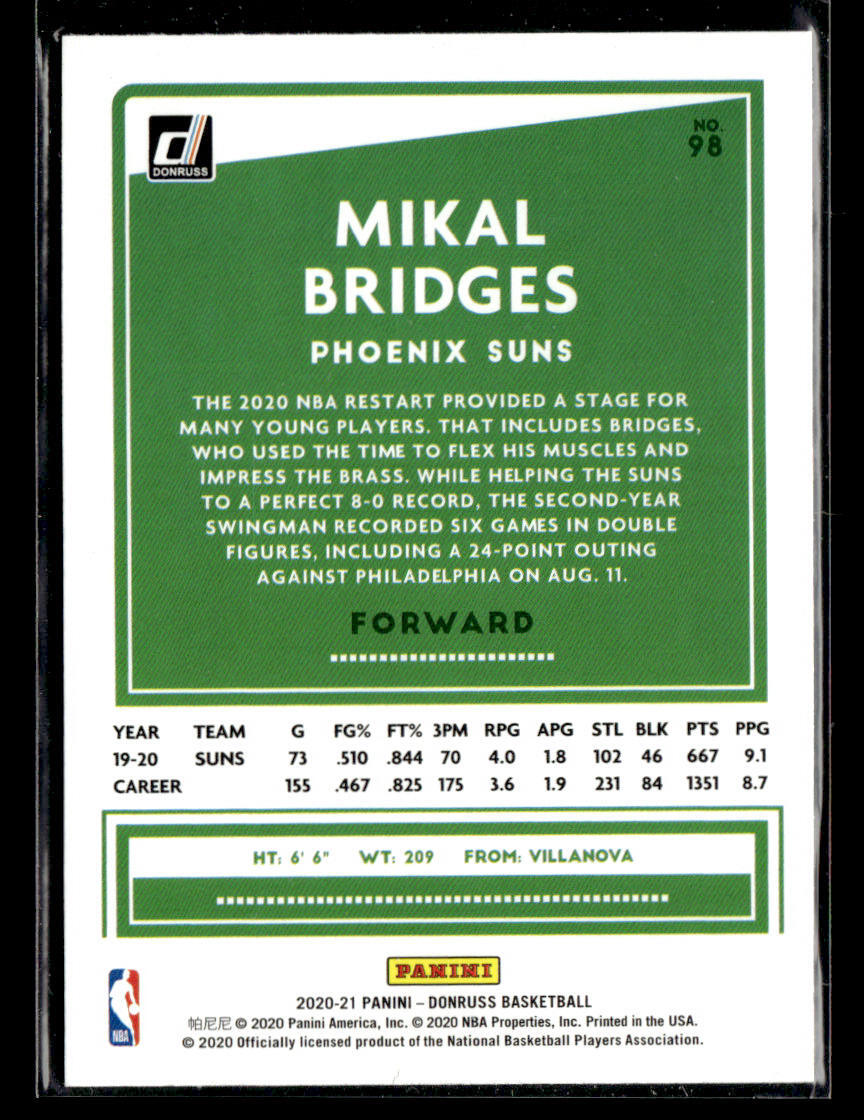 DONRUSS
NO.
98
MIKAL
BRIDGES
PHOENIX SUNS
THE 2020 NBA RESTART PROVIDED A STAGE FOR
MANY YOUNG PLAYERS. THAT INCLUDES BRIDGES,
WHO USED THE TIME TO FLEX HIS MUSCLES AND
IMPRESS THE BRASS. WHILE HELPING THE SUNS
TO A PERFECT 8-0 RECORD, THE SECOND-YEAR
SWINGMAN RECORDED SIX GAMES IN DOUBLE
FIGURES, INCLUDING A 24-POINT OUTING
AGAINST PHILADELPHIA ON AUG. 11.
FORWARD
YEAR TEAM G FG% FT% 3PM RPG APG STL BLK PTS PPG
19-20 SUNS 73 .510 .844 70 4.0 1.8 102 46 667 9.1
CAREER 155 .467 .825 175 3.6 1.9 231 84 1351 8.7
HT: 6' 6" WT: 209 FROM: VILLANOVA
PANINI
2020-21 PANINI – DONRUSS BASKETBALL
帕尼尼 © 2020 Panini America, Inc. © 2020 NBA Properties, Inc. Printed in the USA.
© 2020 Officially licensed product of the National Basketball Players Association.
NBA